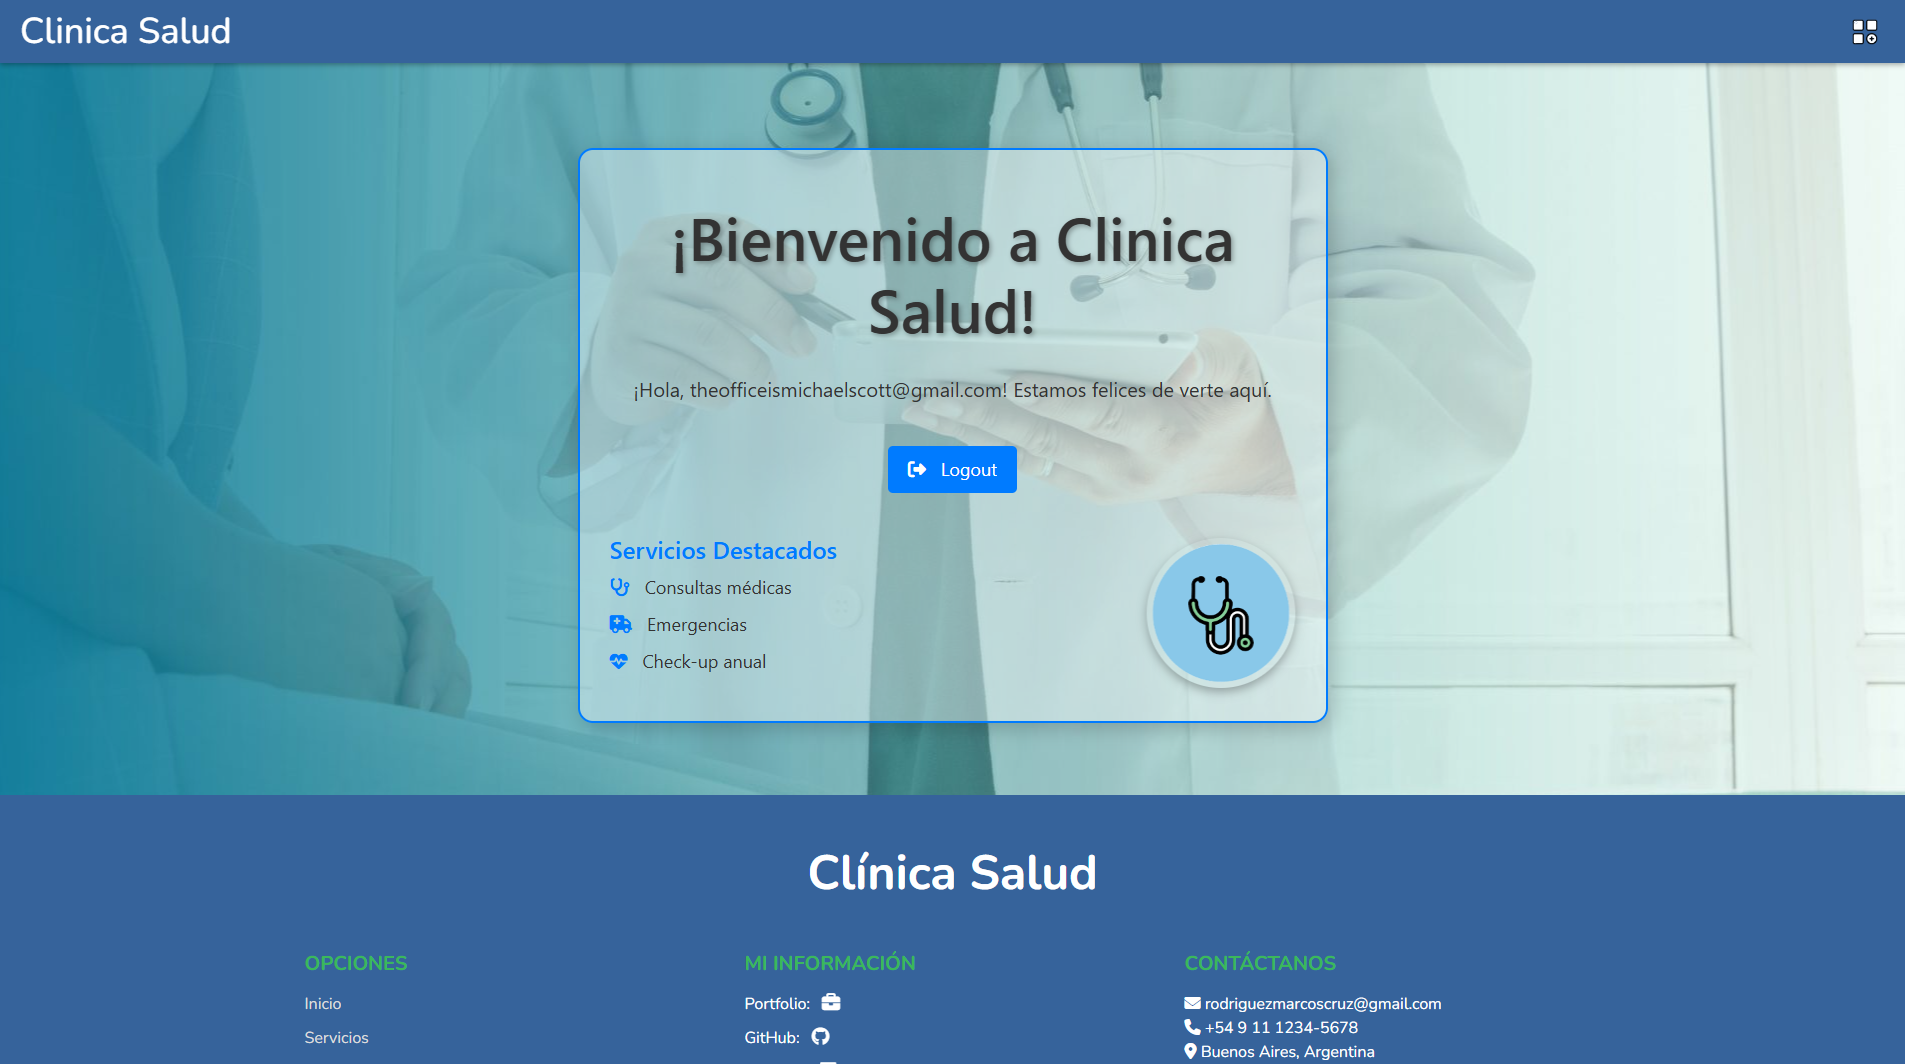 Clinica Salud
¡Bienvenido a Clinica
Salud!
¡Hola, theofficeismichaelscott@gmail.com! Estamos felices de verte aquí.
Logout
Servicios Destacados
Consultas médicas
Emergencias
Check-up anual
Clínica Salud
OPCIONES
Inicio
Servicios
MI INFORMACIÓN
Portfolio:
GitHub:
CONTÁCTANOS
rodriguezmarcoscruz@gmail.com
+54 9 11 1234-5678
Buenos Aires, Argentina